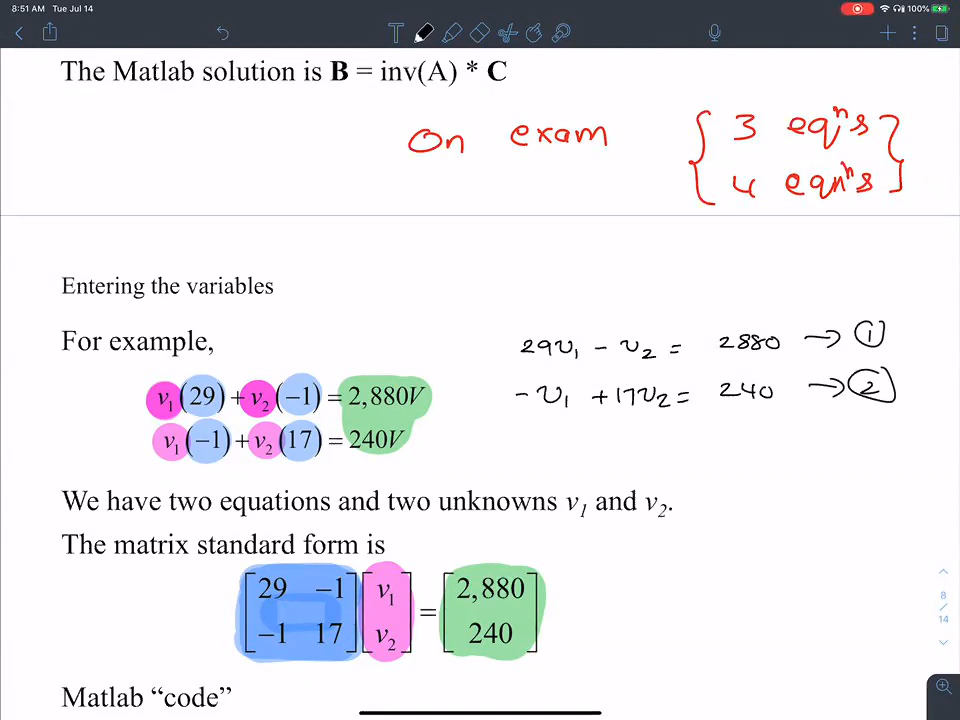 8:51 AM Tue Jul 14
100%
The Matlab solution is B = inv(A) * C
On exam { 3 eqⁿs
4 eqnⁿs }
Entering the variables
For example,
29v₁ − v₂ = 2880 → ①
− v₁ + 17v₂ = 240 → ②
v₁(29) + v₂(−1) = 2,880V
v₁(−1) + v₂(17) = 240V
We have two equations and two unknowns v₁ and v₂.
The matrix standard form is
[29 −1] [v₁] = [2,880]
[−1 17] [v₂] [240]
8
/
14
Matlab “code”